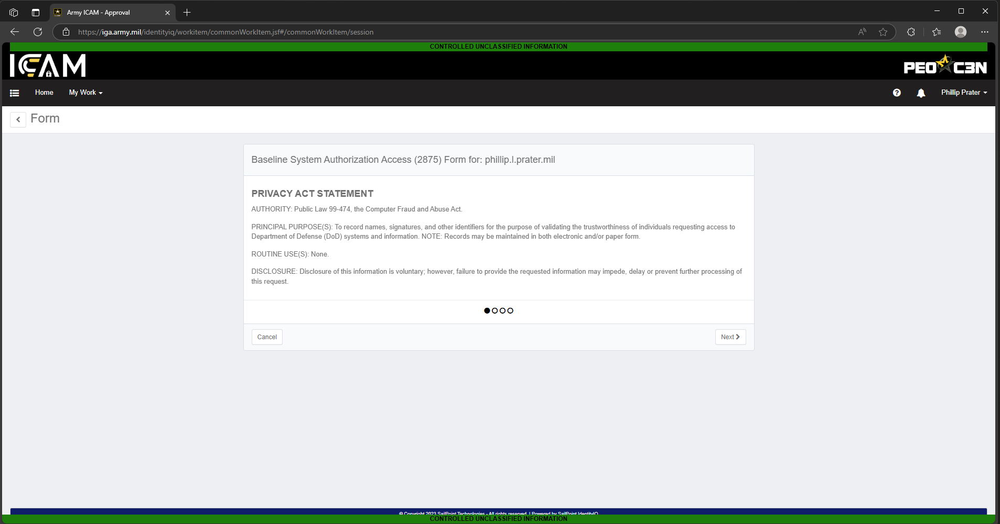 Army ICAM - Approval
https://iga.army.mil/identityiq/workitem/commonWorkItem.jsf#/commonWorkItem/session
CONTROLLED UNCLASSIFIED INFORMATION
ICAM
PEO C3N
Home
My Work
Phillip Prater
Form
Baseline System Authorization Access (2875) Form for: phillip.l.prater.mil
PRIVACY ACT STATEMENT
AUTHORITY: Public Law 99-474, the Computer Fraud and Abuse Act.
PRINCIPAL PURPOSE(S): To record names, signatures, and other identifiers for the purpose of validating the trustworthiness of individuals requesting access to
Department of Defense (DoD) systems and information. NOTE: Records may be maintained in both electronic and/or paper form.
ROUTINE USE(S): None.
DISCLOSURE: Disclosure of this information is voluntary; however, failure to provide the requested information may impede, delay or prevent further processing of
this request.
Cancel
Next
© Copyright 2023 SailPoint Technologies - All rights reserved. | Powered by SailPoint IdentityIQ
CONTROLLED UNCLASSIFIED INFORMATION